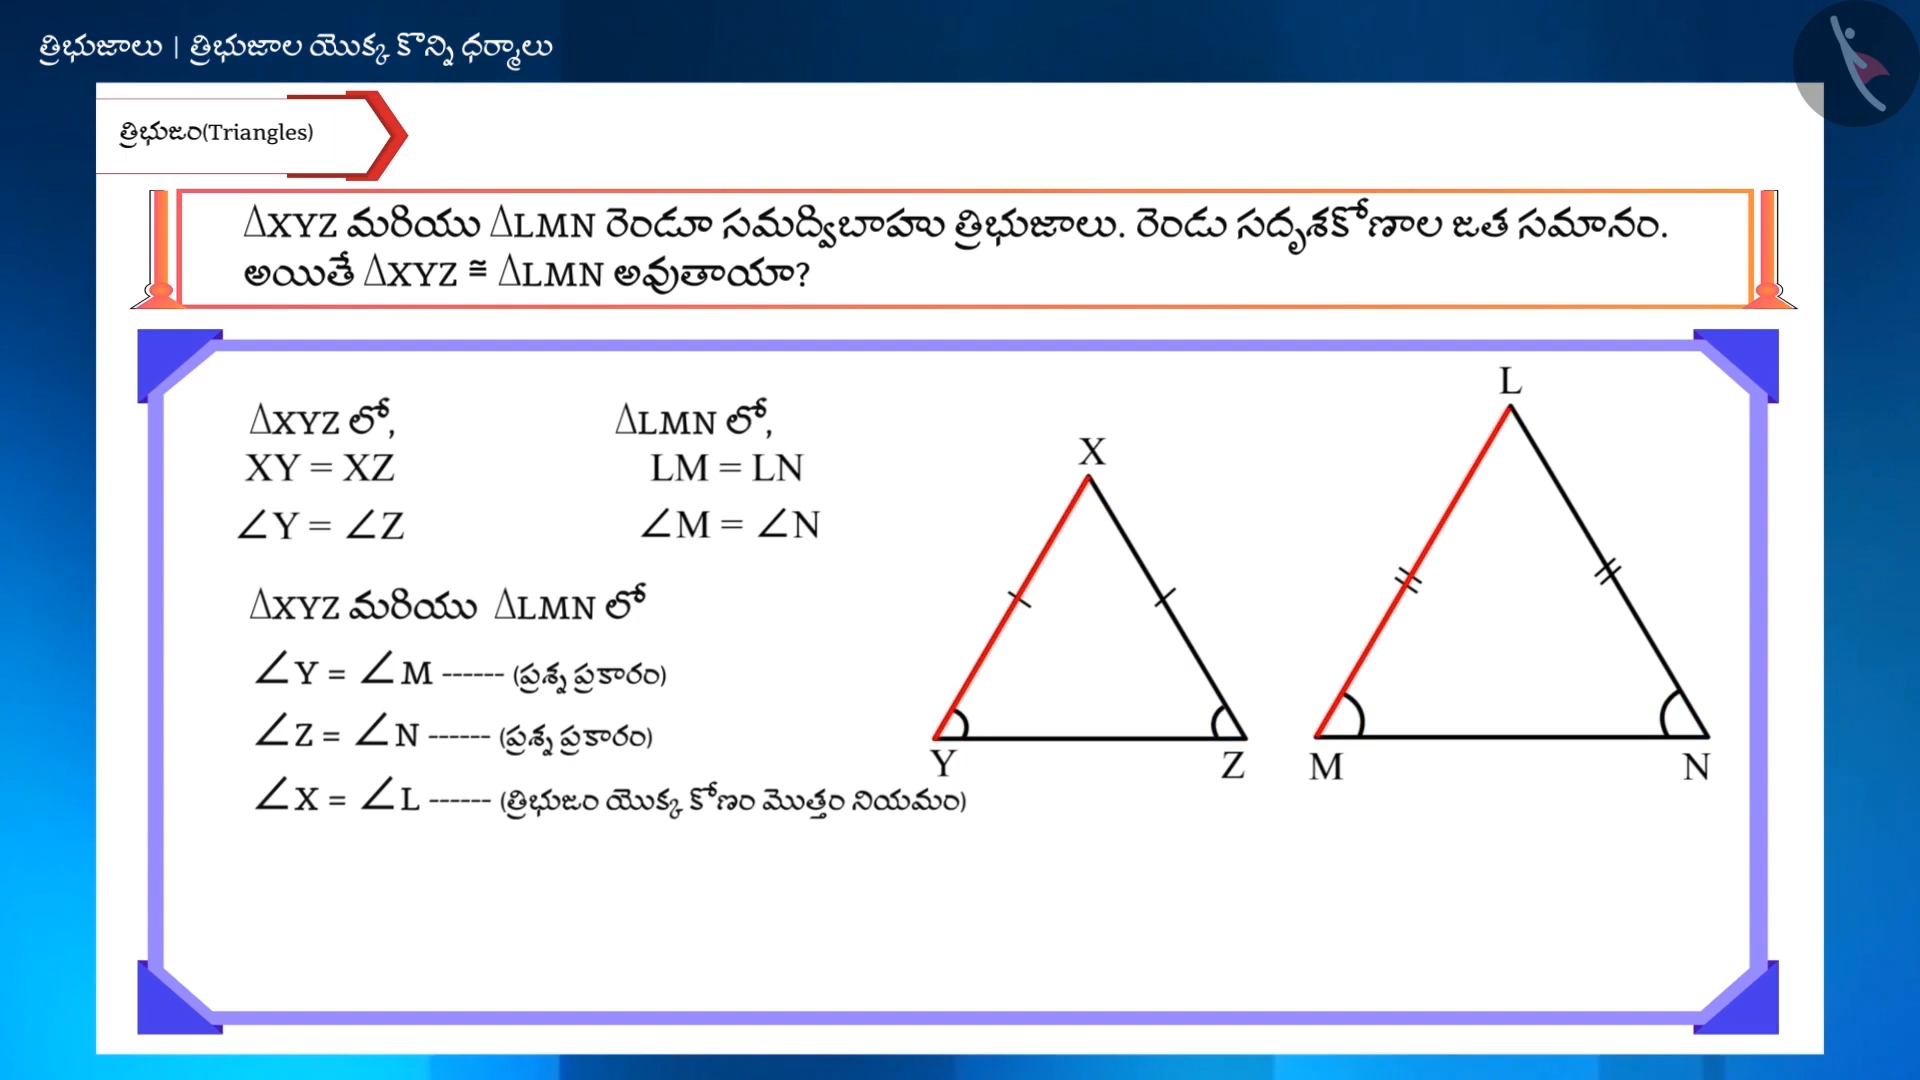 త్రిభుజాలు | త్రిభుజాల యొక్క కొన్ని ధర్మాలు
త్రిభుజం(Triangles)
ΔXYZ మరియు ΔLMN రెండూ సమద్విబాహు త్రిభుజాలు. రెండు సదృశకోణాల జత సమానం.
అయితే ΔXYZ ≅ ΔLMN అవుతాయా?
ΔXYZ లో,
XY = XZ
∠Y = ∠Z
ΔLMN లో,
LM = LN
∠M = ∠N
ΔXYZ మరియు ΔLMN లో
∠Y = ∠M ------ (ప్రశ్న ప్రకారం)
∠Z = ∠N ------ (ప్రశ్న ప్రకారం)
∠X = ∠L ------ (త్రిభుజం యొక్క కోణం మొత్తం నియమం)
X
Y
Z
L
M
N